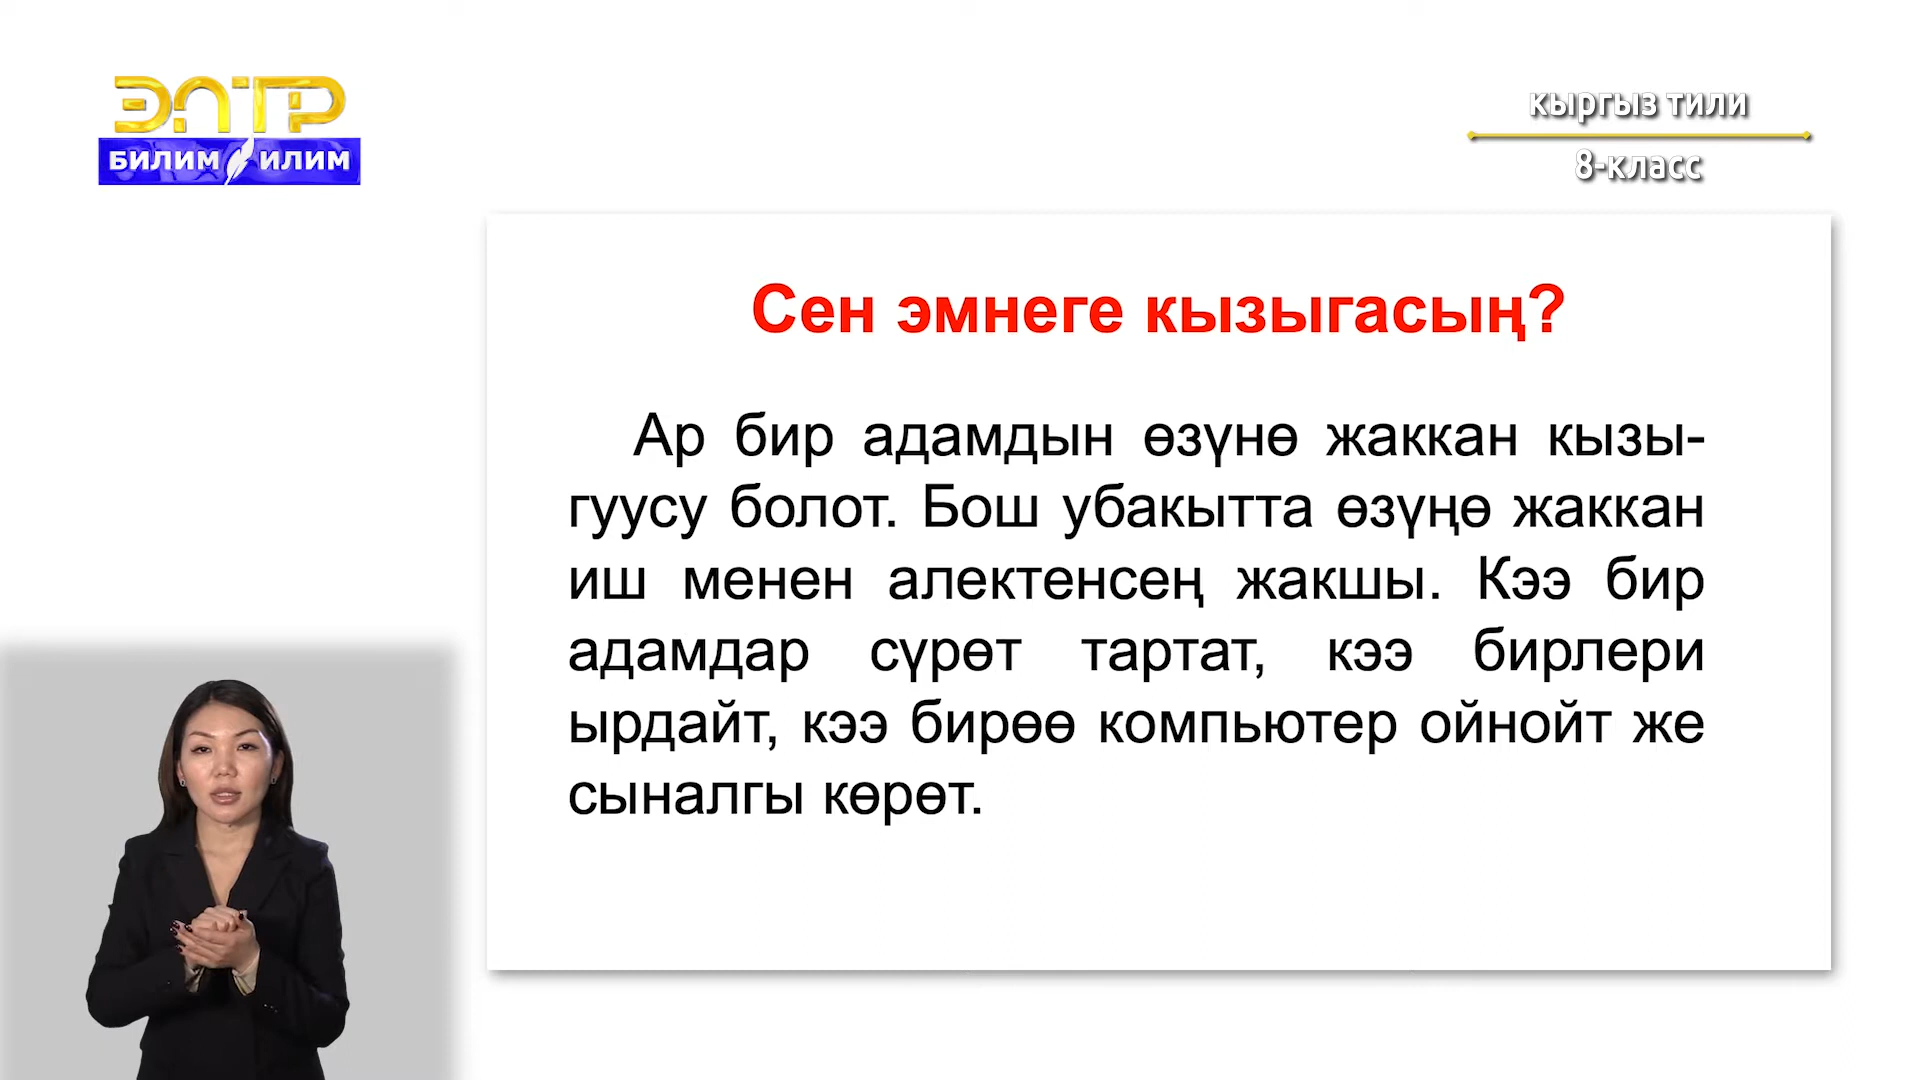 ЭЛТР
БИЛИМ ИЛИМ
кыргыз тили
8-класс
Сен эмнеге кызыгасың?
Ар бир адамдын өзүнө жаккан кызы-
гуусу болот. Бош убакытта өзүңө жаккан
иш менен алектенсең жакшы. Кээ бир
адамдар сүрөт тартат, кээ бирлери
ырдайт, кээ бирөө компьютер ойнойт же
сыналгы көрөт.